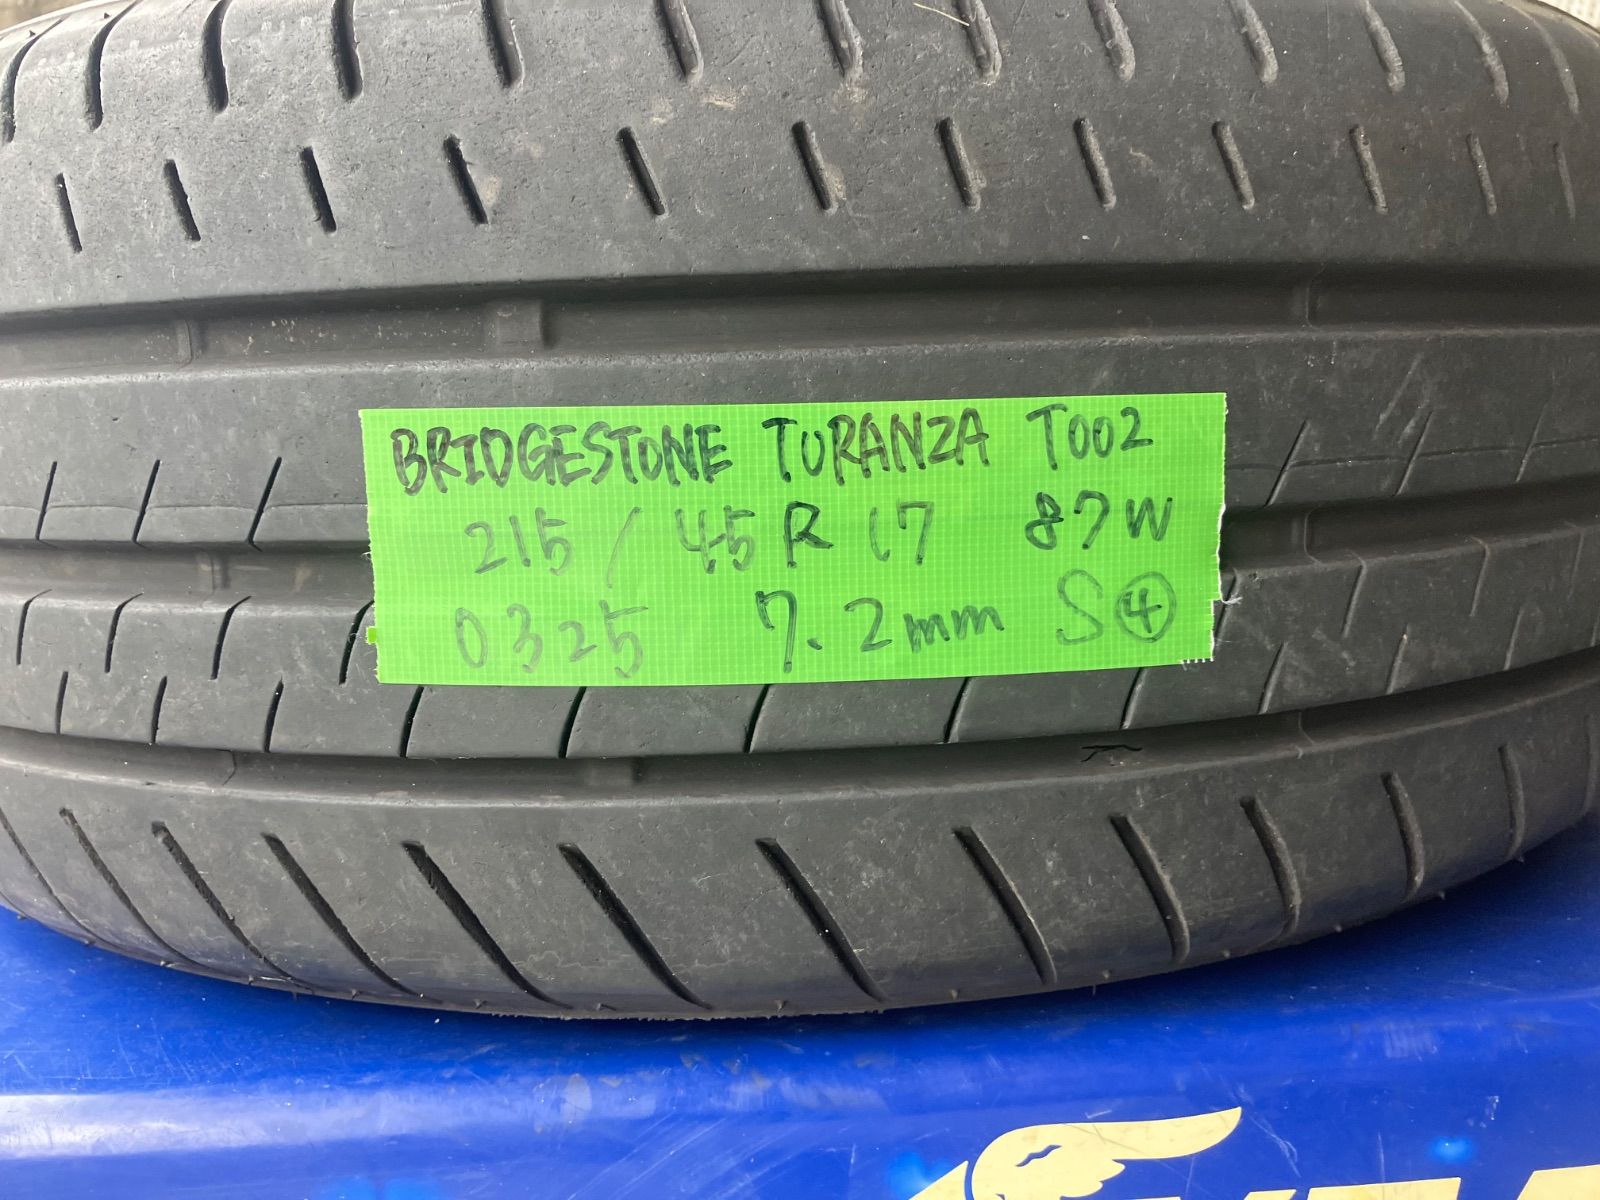 BRIDGESTONE TURANZA T002
215/45R17 87W
0325 7.2mm S④